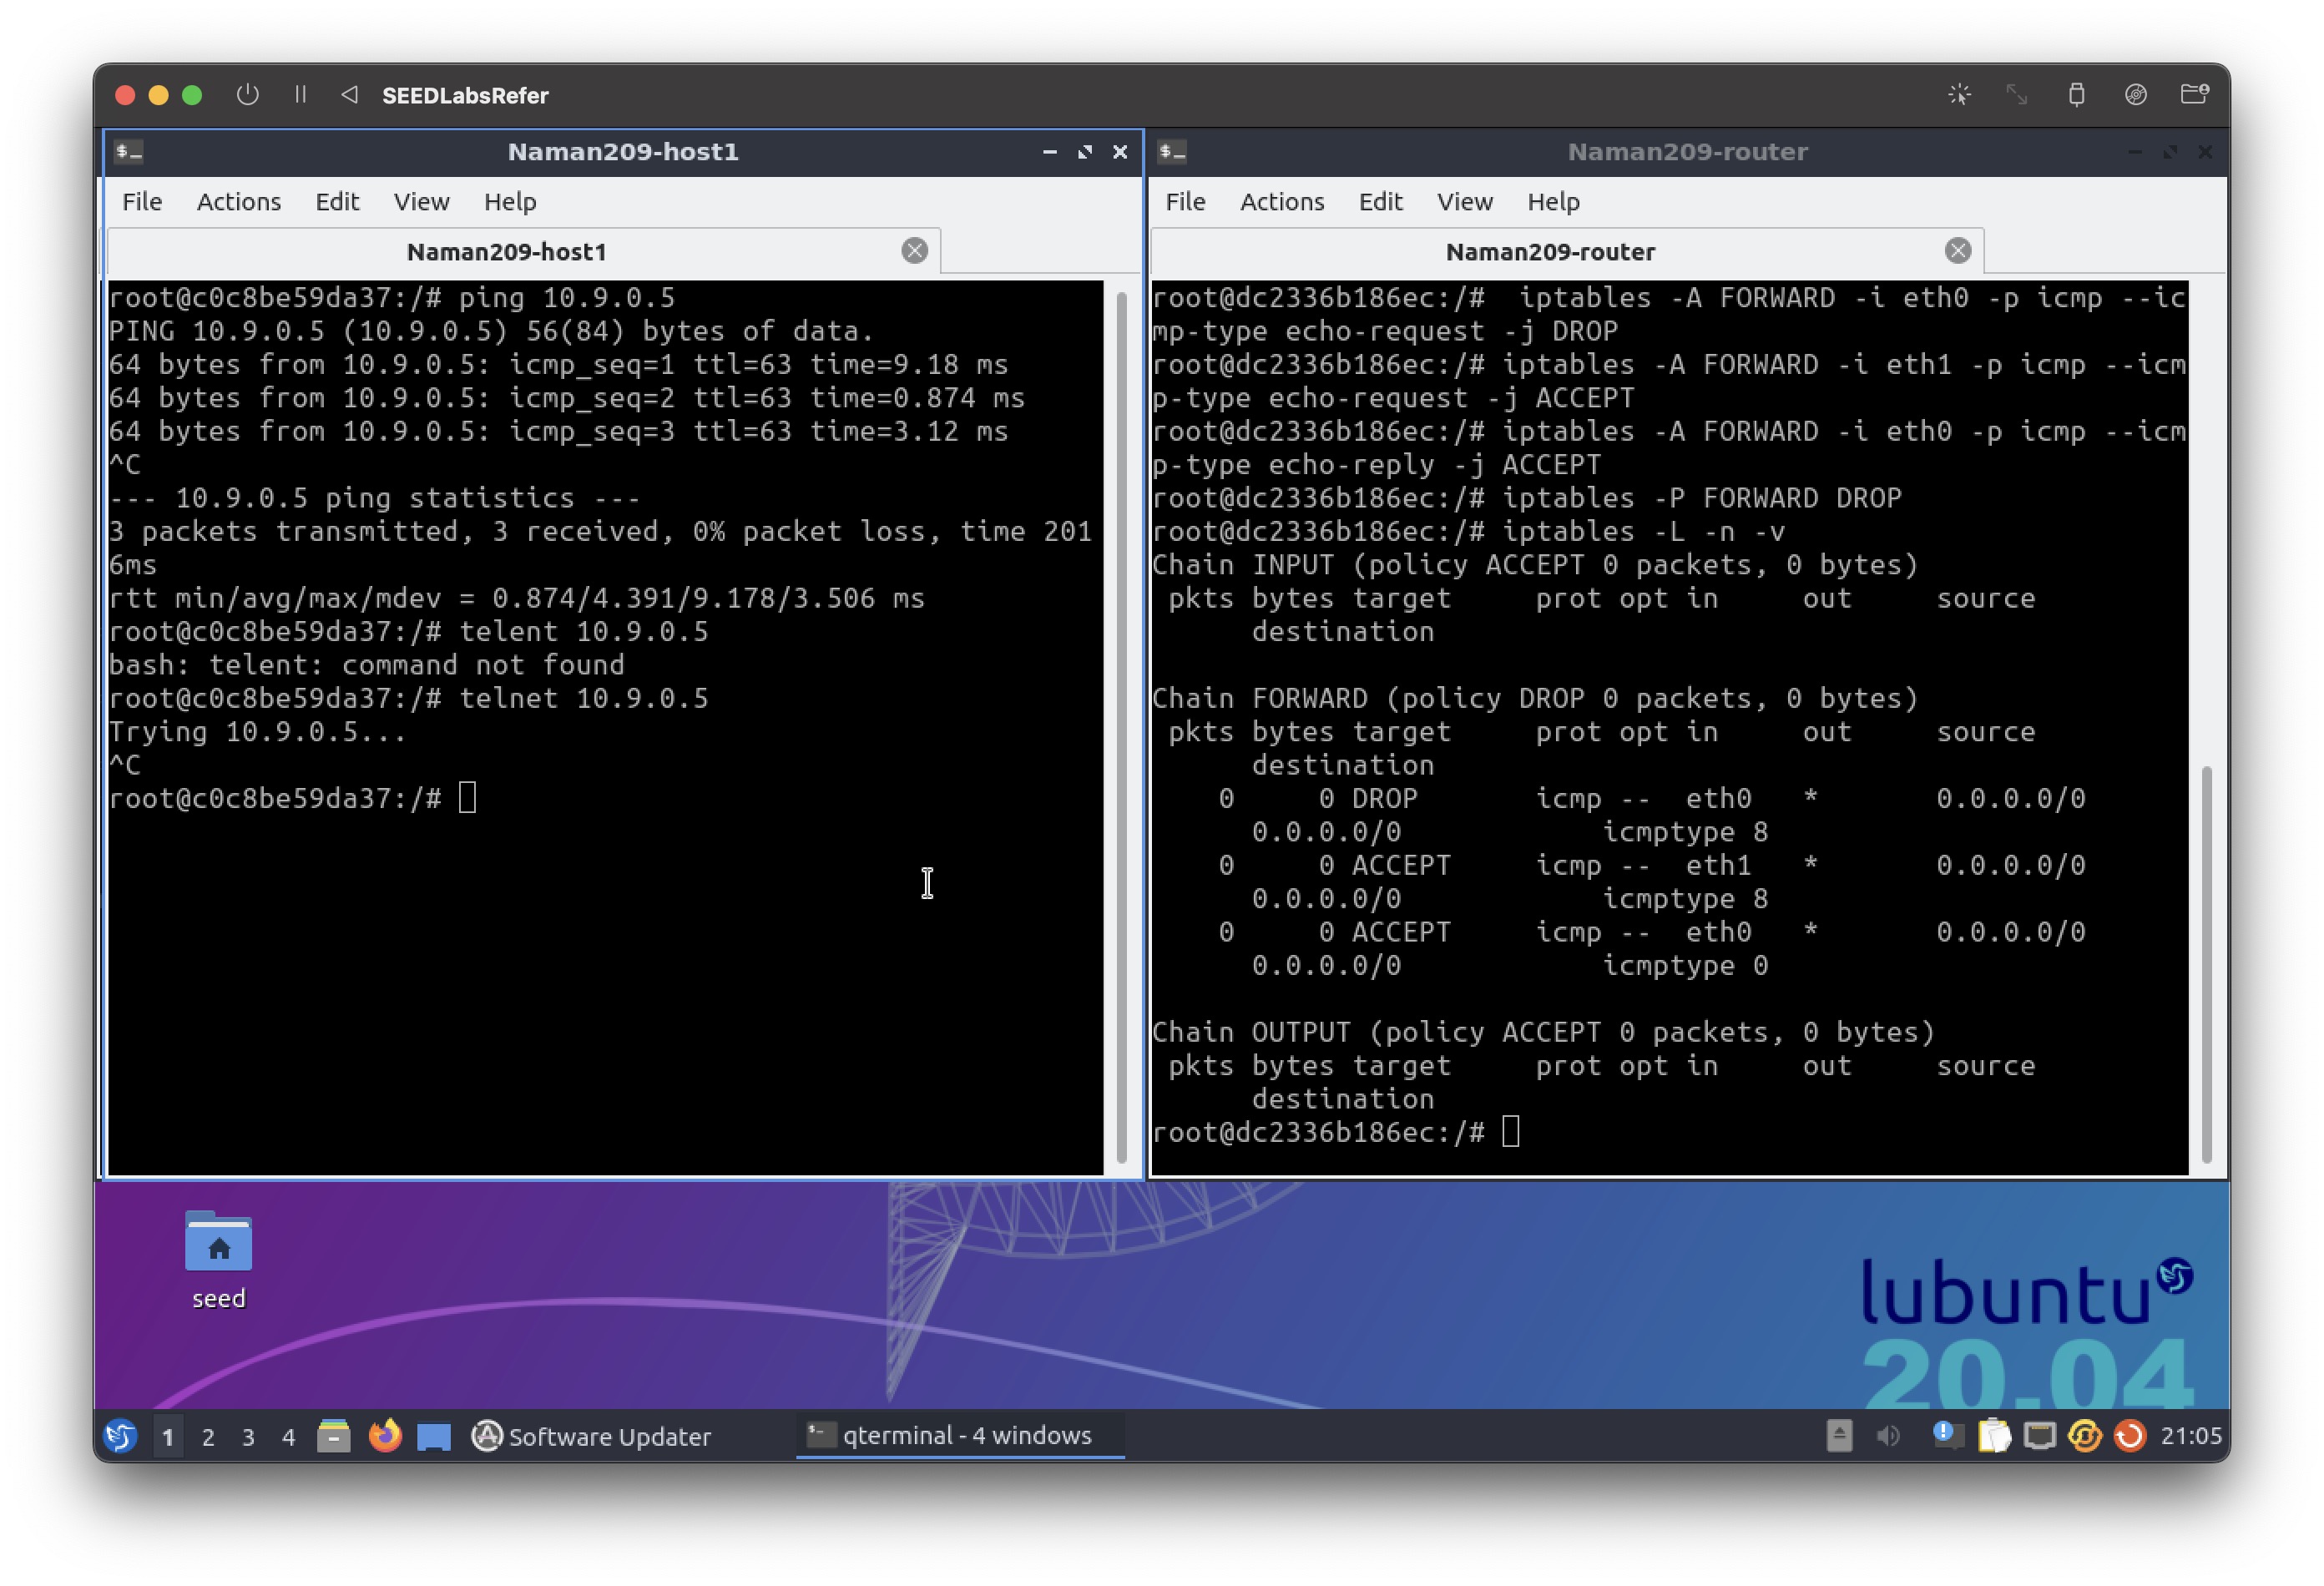 SEEDLabsRefer
Naman209-host1
File Actions Edit View Help
Naman209-host1
root@c0c8be59da37:/# ping 10.9.0.5
PING 10.9.0.5 (10.9.0.5) 56(84) bytes of data.
64 bytes from 10.9.0.5: icmp_seq=1 ttl=63 time=9.18 ms
64 bytes from 10.9.0.5: icmp_seq=2 ttl=63 time=0.874 ms
64 bytes from 10.9.0.5: icmp_seq=3 ttl=63 time=3.12 ms
^C
--- 10.9.0.5 ping statistics ---
3 packets transmitted, 3 received, 0% packet loss, time 201
6ms
rtt min/avg/max/mdev = 0.874/4.391/9.178/3.506 ms
root@c0c8be59da37:/# telent 10.9.0.5
bash: telent: command not found
root@c0c8be59da37:/# telnet 10.9.0.5
Trying 10.9.0.5...
^C
root@c0c8be59da37:/#
Naman209-router
File Actions Edit View Help
Naman209-router
root@dc2336b186ec:/#  iptables -A FORWARD -i eth0 -p icmp --ic
mp-type echo-request -j DROP
root@dc2336b186ec:/# iptables -A FORWARD -i eth1 -p icmp --icm
p-type echo-request -j ACCEPT
root@dc2336b186ec:/# iptables -A FORWARD -i eth0 -p icmp --icm
p-type echo-reply -j ACCEPT
root@dc2336b186ec:/# iptables -P FORWARD DROP
root@dc2336b186ec:/# iptables -L -n -v
Chain INPUT (policy ACCEPT 0 packets, 0 bytes)
 pkts bytes target     prot opt in     out     source
      destination
Chain FORWARD (policy DROP 0 packets, 0 bytes)
 pkts bytes target     prot opt in     out     source
      destination
    0     0 DROP       icmp --  eth0   *       0.0.0.0/0
      0.0.0.0/0            icmptype 8
    0     0 ACCEPT     icmp --  eth1   *       0.0.0.0/0
      0.0.0.0/0            icmptype 8
    0     0 ACCEPT     icmp --  eth0   *       0.0.0.0/0
      0.0.0.0/0            icmptype 0
Chain OUTPUT (policy ACCEPT 0 packets, 0 bytes)
 pkts bytes target     prot opt in     out     source
      destination
root@dc2336b186ec:/#
seed
lubuntu
20.04
1 2 3 4 Software Updater qterminal - 4 windows 21:05